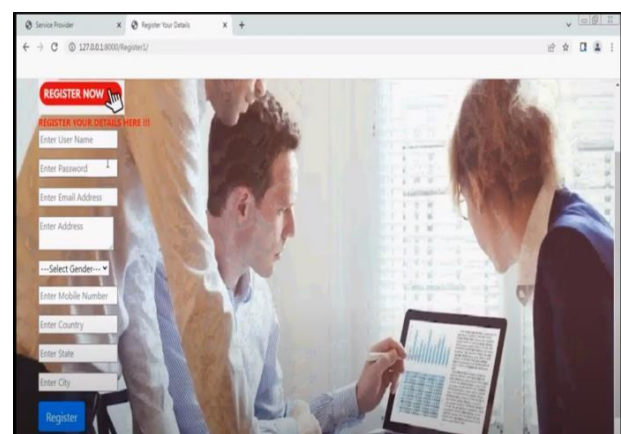 Service Provider
Register Your Details
127.0.0.1:8000/Register1/
REGISTER NOW
REGISTER YOUR DETAILS HERE !!!
Enter User Name
Enter Password
Enter Email Address
Enter Address
---Select Gender---
Enter Mobile Number
Enter Country
Enter State
Enter City
Register